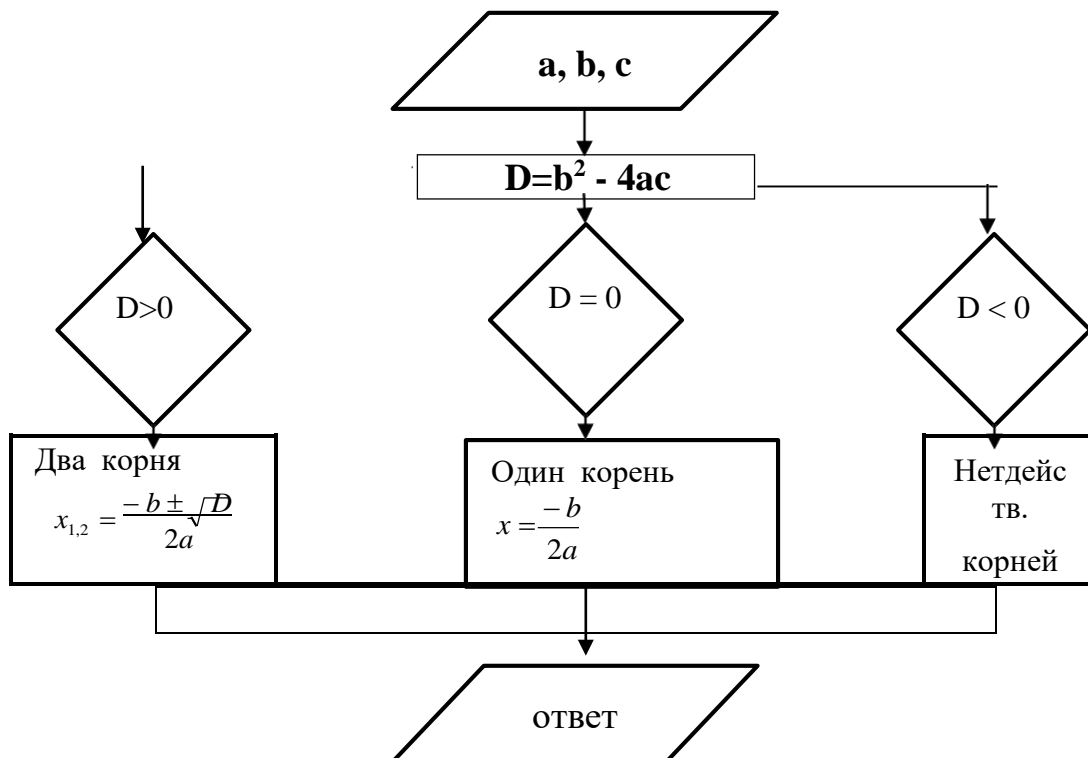 a, b, c
D=b² - 4ac
D>0
D = 0
D < 0
Два корня
x₁,₂ = (−b ± √D) / 2a
Один корень
x = −b / 2a
Нетдейс
тв.
корней
ответ